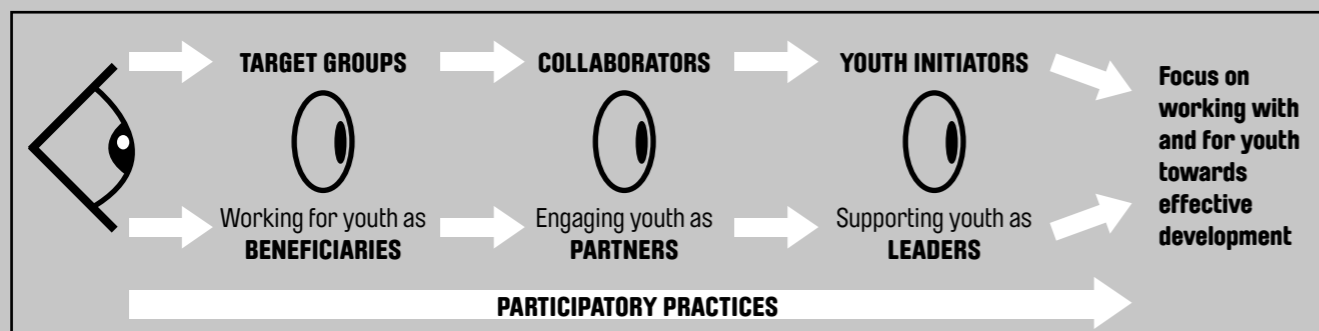 TARGET GROUPS
COLLABORATORS
YOUTH INITIATORS
Working for youth as
BENEFICIARIES
Engaging youth as
PARTNERS
Supporting youth as
LEADERS
Focus on
working with
and for youth
towards
effective
development
PARTICIPATORY PRACTICES